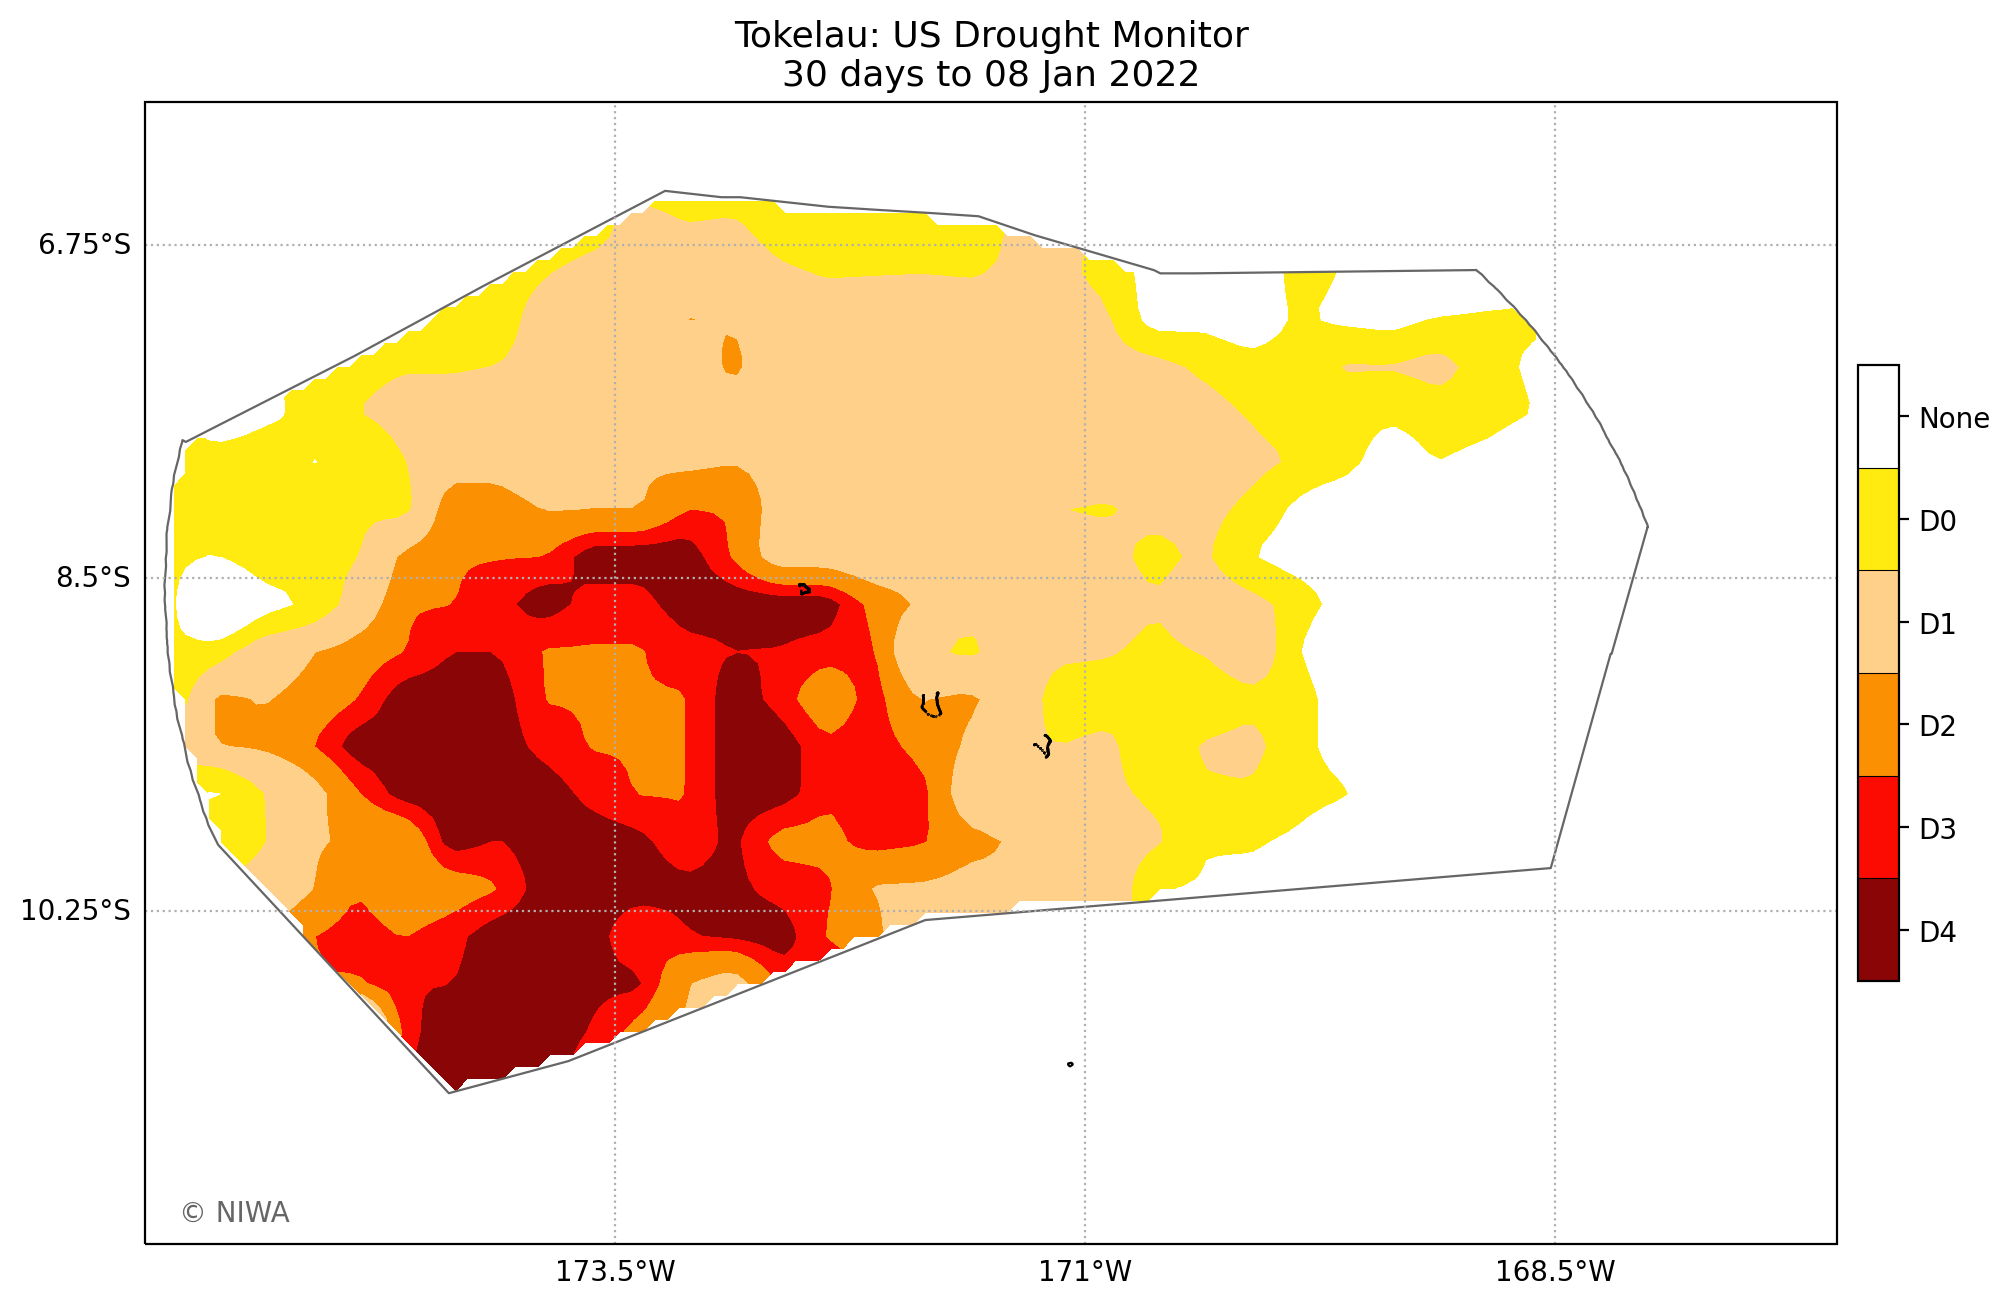 Tokelau: US Drought Monitor
30 days to 08 Jan 2022
6.75°S
8.5°S
10.25°S
173.5°W
171°W
168.5°W
None
D0
D1
D2
D3
D4
© NIWA